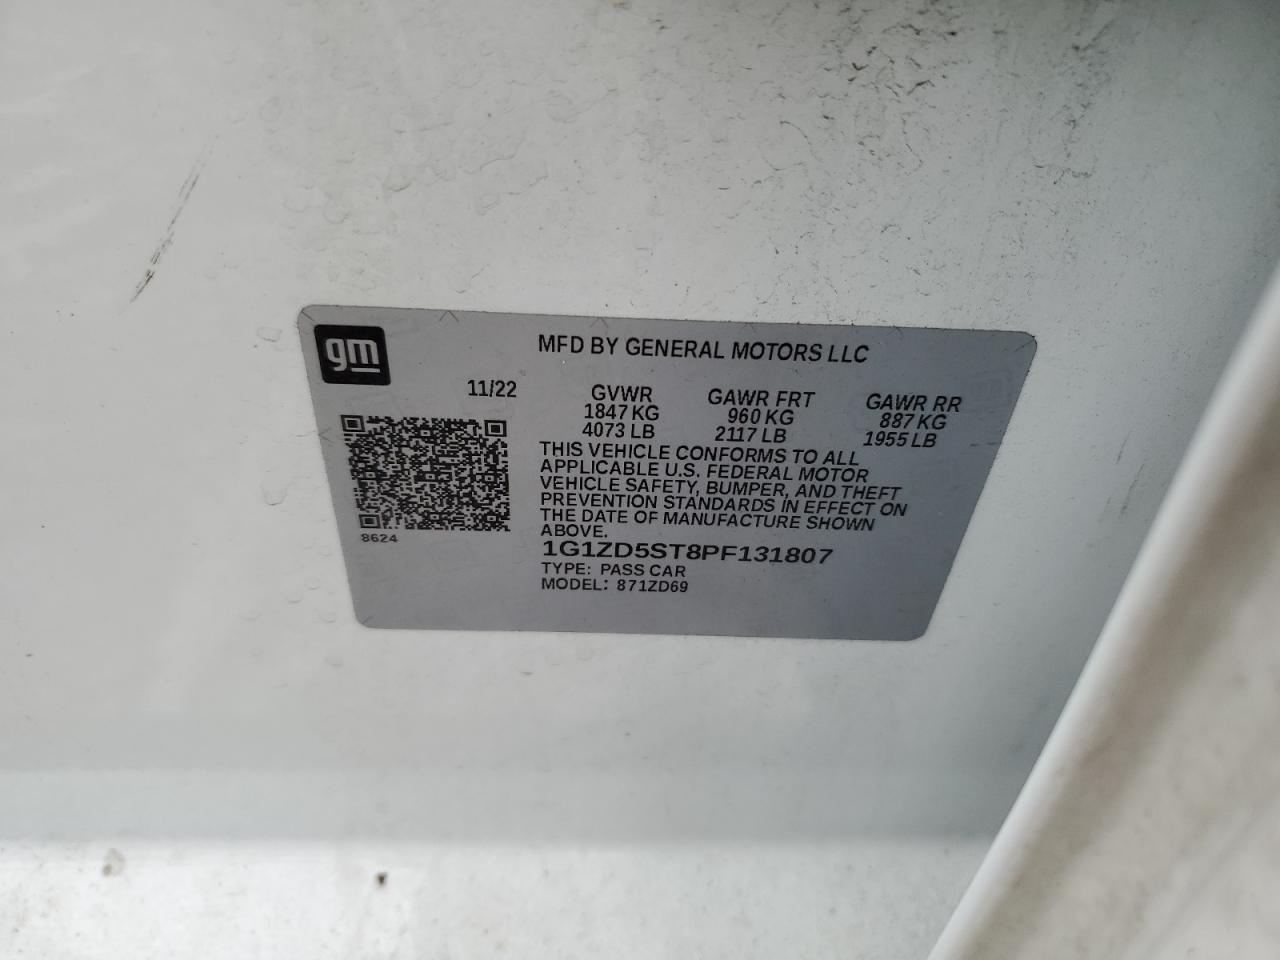 gm
MFD BY GENERAL MOTORS LLC
11/22 GVWR GAWR FRT GAWR RR
1847 KG 960 KG 887 KG
4073 LB 2117 LB 1955 LB
THIS VEHICLE CONFORMS TO ALL
APPLICABLE U.S. FEDERAL MOTOR
VEHICLE SAFETY, BUMPER, AND THEFT
PREVENTION STANDARDS IN EFFECT ON
THE DATE OF MANUFACTURE SHOWN
ABOVE.
8624
1G1ZD5ST8PF131807
TYPE: PASS CAR
MODEL: 871ZD69